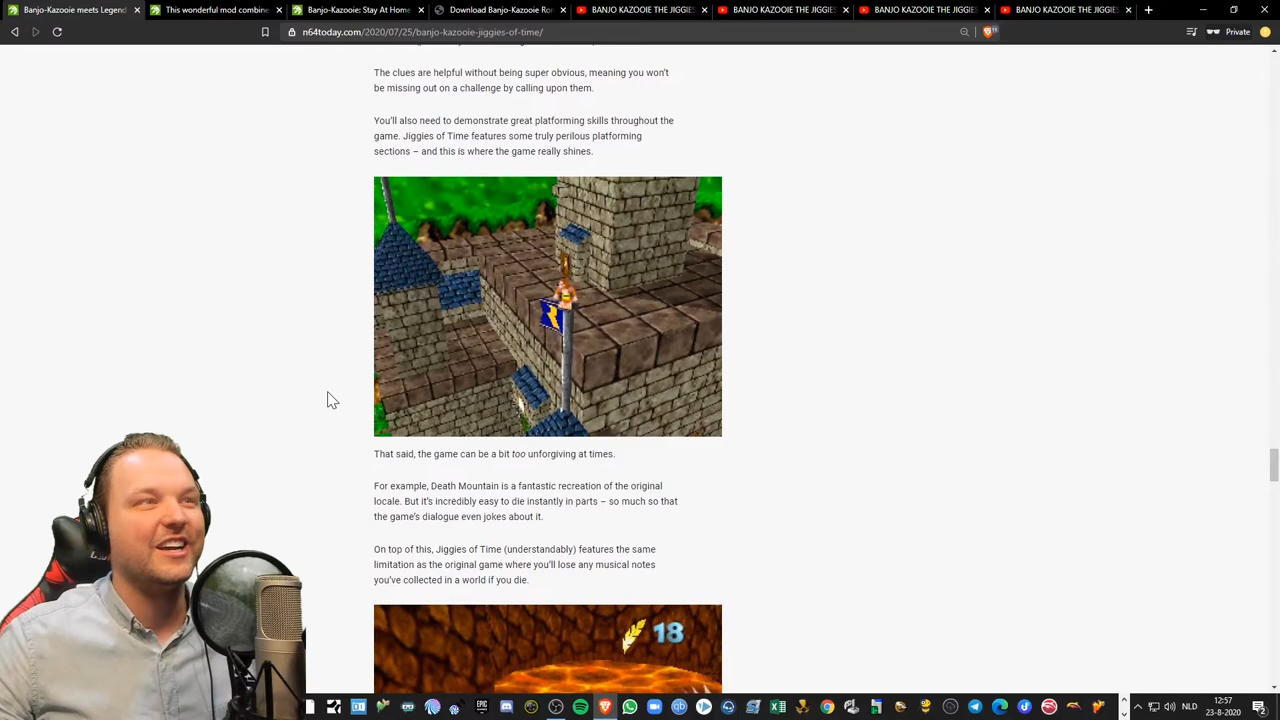 Banjo-Kazooie meets Legend
This wonderful mod combine
Banjo-Kazooie: Stay At Home
Download Banjo Kazooie Ro
BANJO KAZOOIE THE JIGGIES
BANJO KAZOOIE THE JIGGIES
BANJO KAZOOIE THE JIGGIES
BANJO KAZOOIE THE JIGGIES
n64today.com/2020/07/25/banjo-kazooie-jiggies-of-time/
Private
The clues are helpful without being super obvious, meaning you won't
be missing out on a challenge by calling upon them.
You'll also need to demonstrate great platforming skills throughout the
game. Jiggies of Time features some truly perilous platforming
sections – and this is where the game really shines.
That said, the game can be a bit too unforgiving at times.
For example, Death Mountain is a fantastic recreation of the original
locale. But it's incredibly easy to die instantly in parts – so much so that
the game's dialogue even jokes about it.
On top of this, Jiggies of Time (understandably) features the same
limitation as the original game where you'll lose any musical notes
you've collected in a world if you die.
18
EPIC
NLD
12:57
23-8-2020